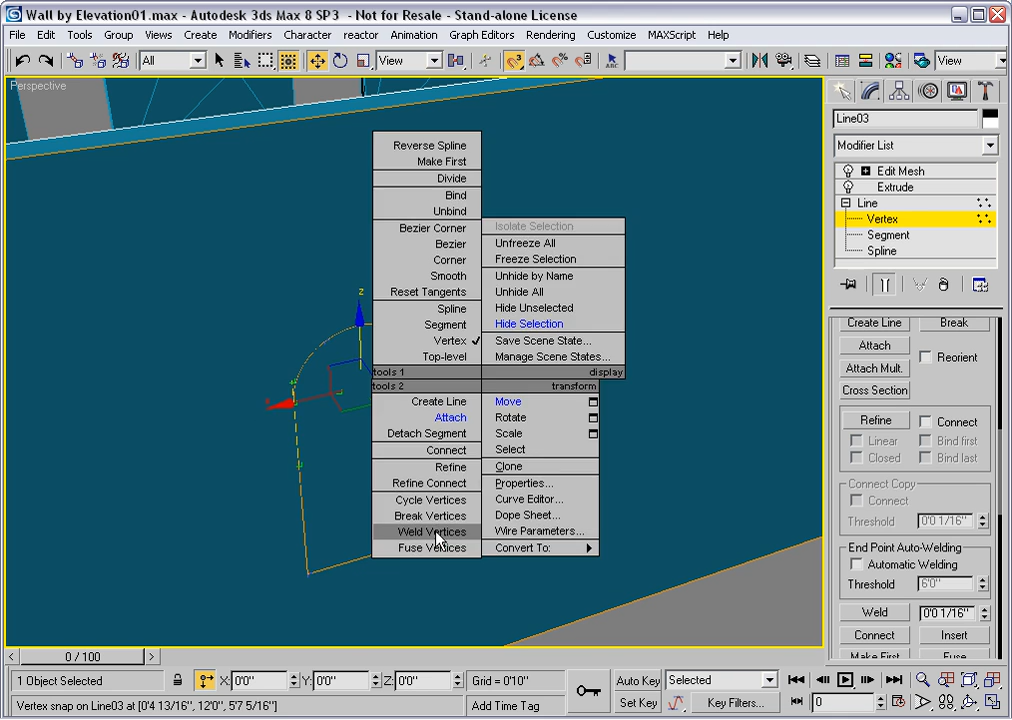 Wall by Elevation01.max - Autodesk 3ds Max 8 SP3 - Not for Resale - Stand-alone License
File Edit Tools Group Views Create Modifiers Character reactor Animation Graph Editors Rendering Customize MAXScript Help
All View View
Perspective
Line03
Modifier List
Edit Mesh
Extrude
Line
Vertex
Segment
Spline
Reverse Spline
Make First
Divide
Bind
Unbind
Bezier Corner
Bezier
Corner
Smooth
Reset Tangents
Spline
Segment
Vertex
Top-level
tools 1
Isolate Selection
Unfreeze All
Freeze Selection
Unhide by Name
Unhide All
Hide Unselected
Hide Selection
Save Scene State...
Manage Scene States...
display
tools 2
Create Line
Attach
Detach Segment
Connect
Refine
Refine Connect
Cycle Vertices
Break Vertices
Weld Vertices
Fuse Vertices
transform
Move
Rotate
Scale
Select
Clone
Properties...
Curve Editor...
Dope Sheet...
Wire Parameters...
Convert To:
z
Create Line Break
Attach
Reorient
Attach Mult.
Cross Section
Refine Connect
Linear Bind first
Closed Bind last
Connect Copy
Connect
Threshold 0'0 1/16"
End Point Auto-Welding
Automatic Welding
Threshold 6'0"
Weld 0'0 1/16"
Connect Insert
Make First Fuse
< 0 / 100 >
1 Object Selected X: 0'0" Y: 0'0" Z: 0'0" Grid = 0'10" Auto Key Selected
Vertex snap on Line03 at [0'4 13/16", 12'0", 5'7 5/16"] Add Time Tag Set Key Key Filters... 0